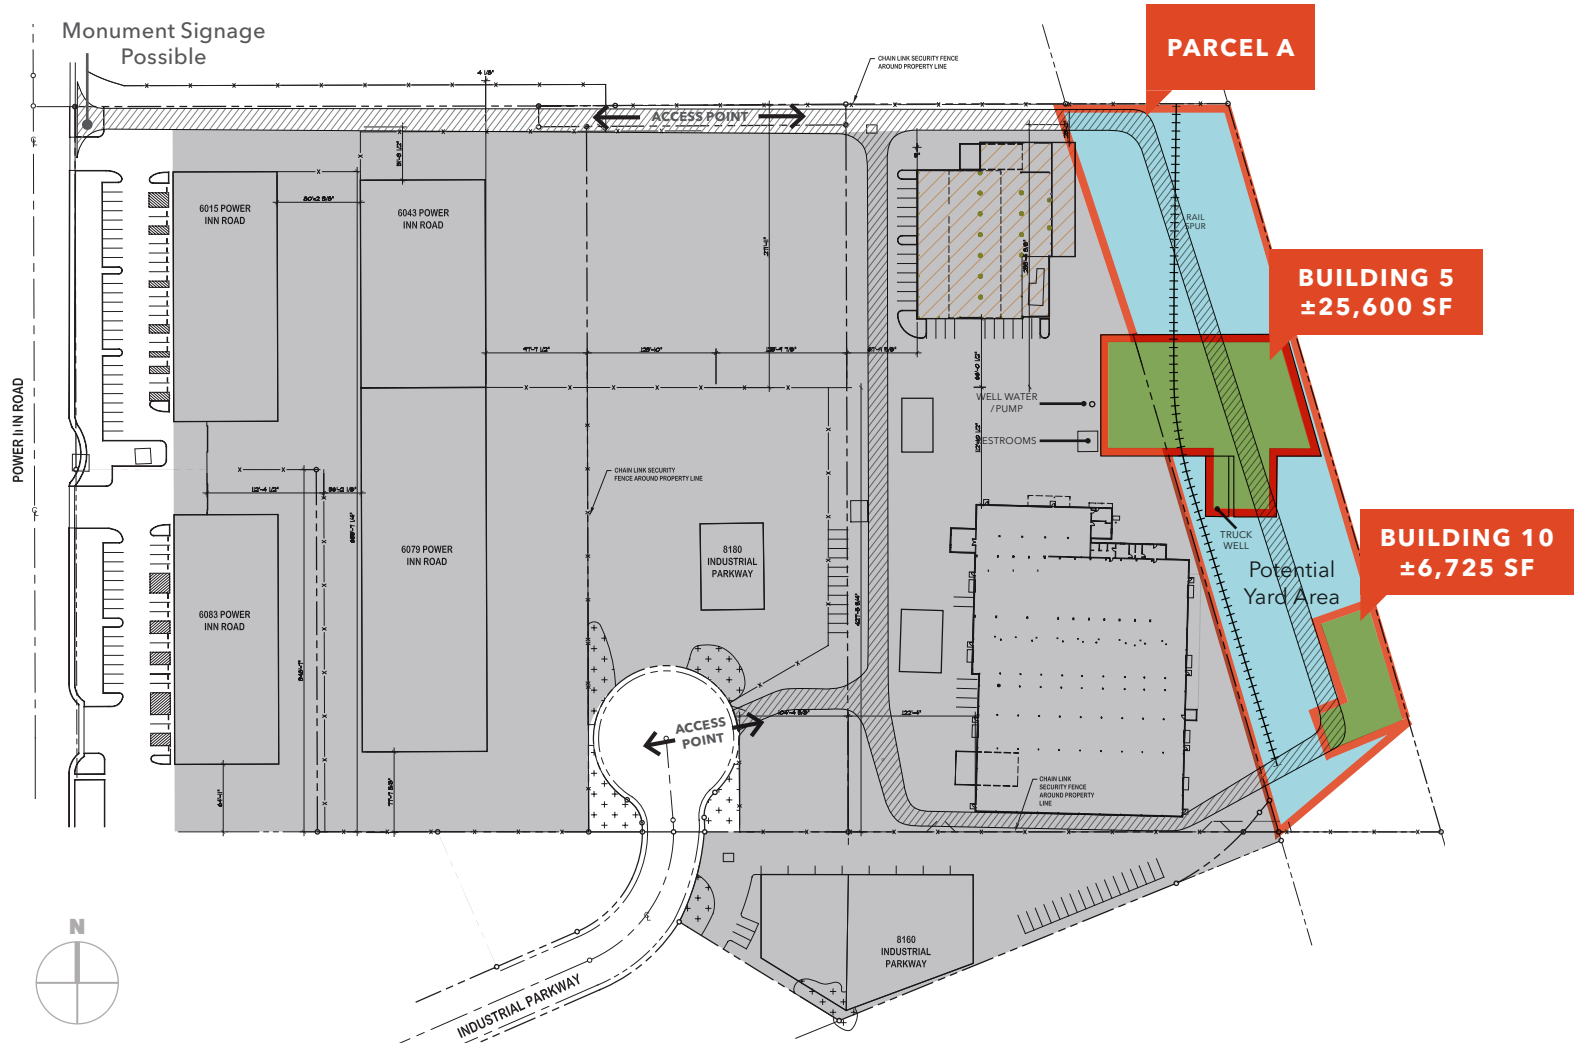 Monument Signage
Possible
PARCEL A
CHAIN LINK SECURITY FENCE
AROUND PROPERTY LINE
ACCESS POINT
6015 POWER
INN ROAD
6043 POWER
INN ROAD
RAIL
SPUR
BUILDING 5
±25,600 SF
WELL WATER
/ PUMP
RESTROOMS
POWER INN ROAD
CHAIN LINK SECURITY
FENCE AROUND PROPERTY LINE
BUILDING 10
±6,725 SF
TRUCK
WELL
Potential
Yard Area
6079 POWER
INN ROAD
8180
INDUSTRIAL
PARKWAY
6083 POWER
INN ROAD
ACCESS
POINT
CHAIN LINK
SECURITY FENCE
AROUND PROPERTY
LINE
N
8160
INDUSTRIAL
PARKWAY
INDUSTRIAL PARKWAY